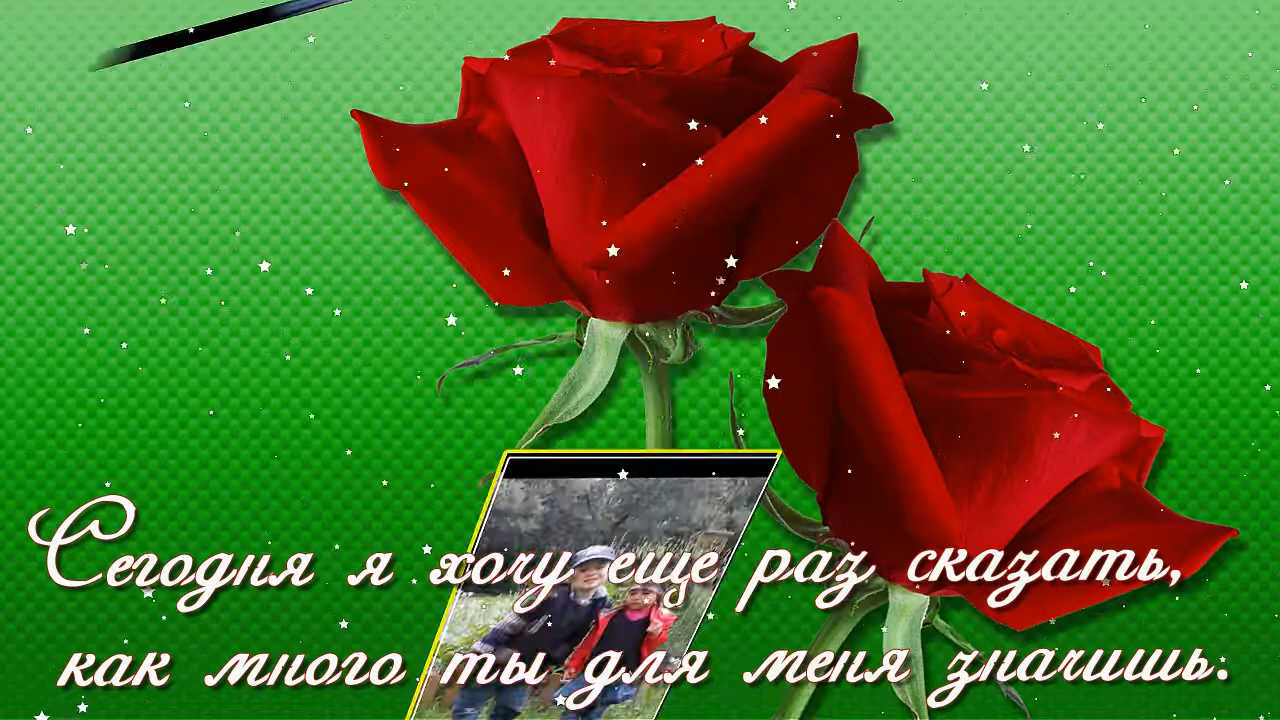 Сегодня я хочу еще раз сказать,
как много ты для меня значишь.